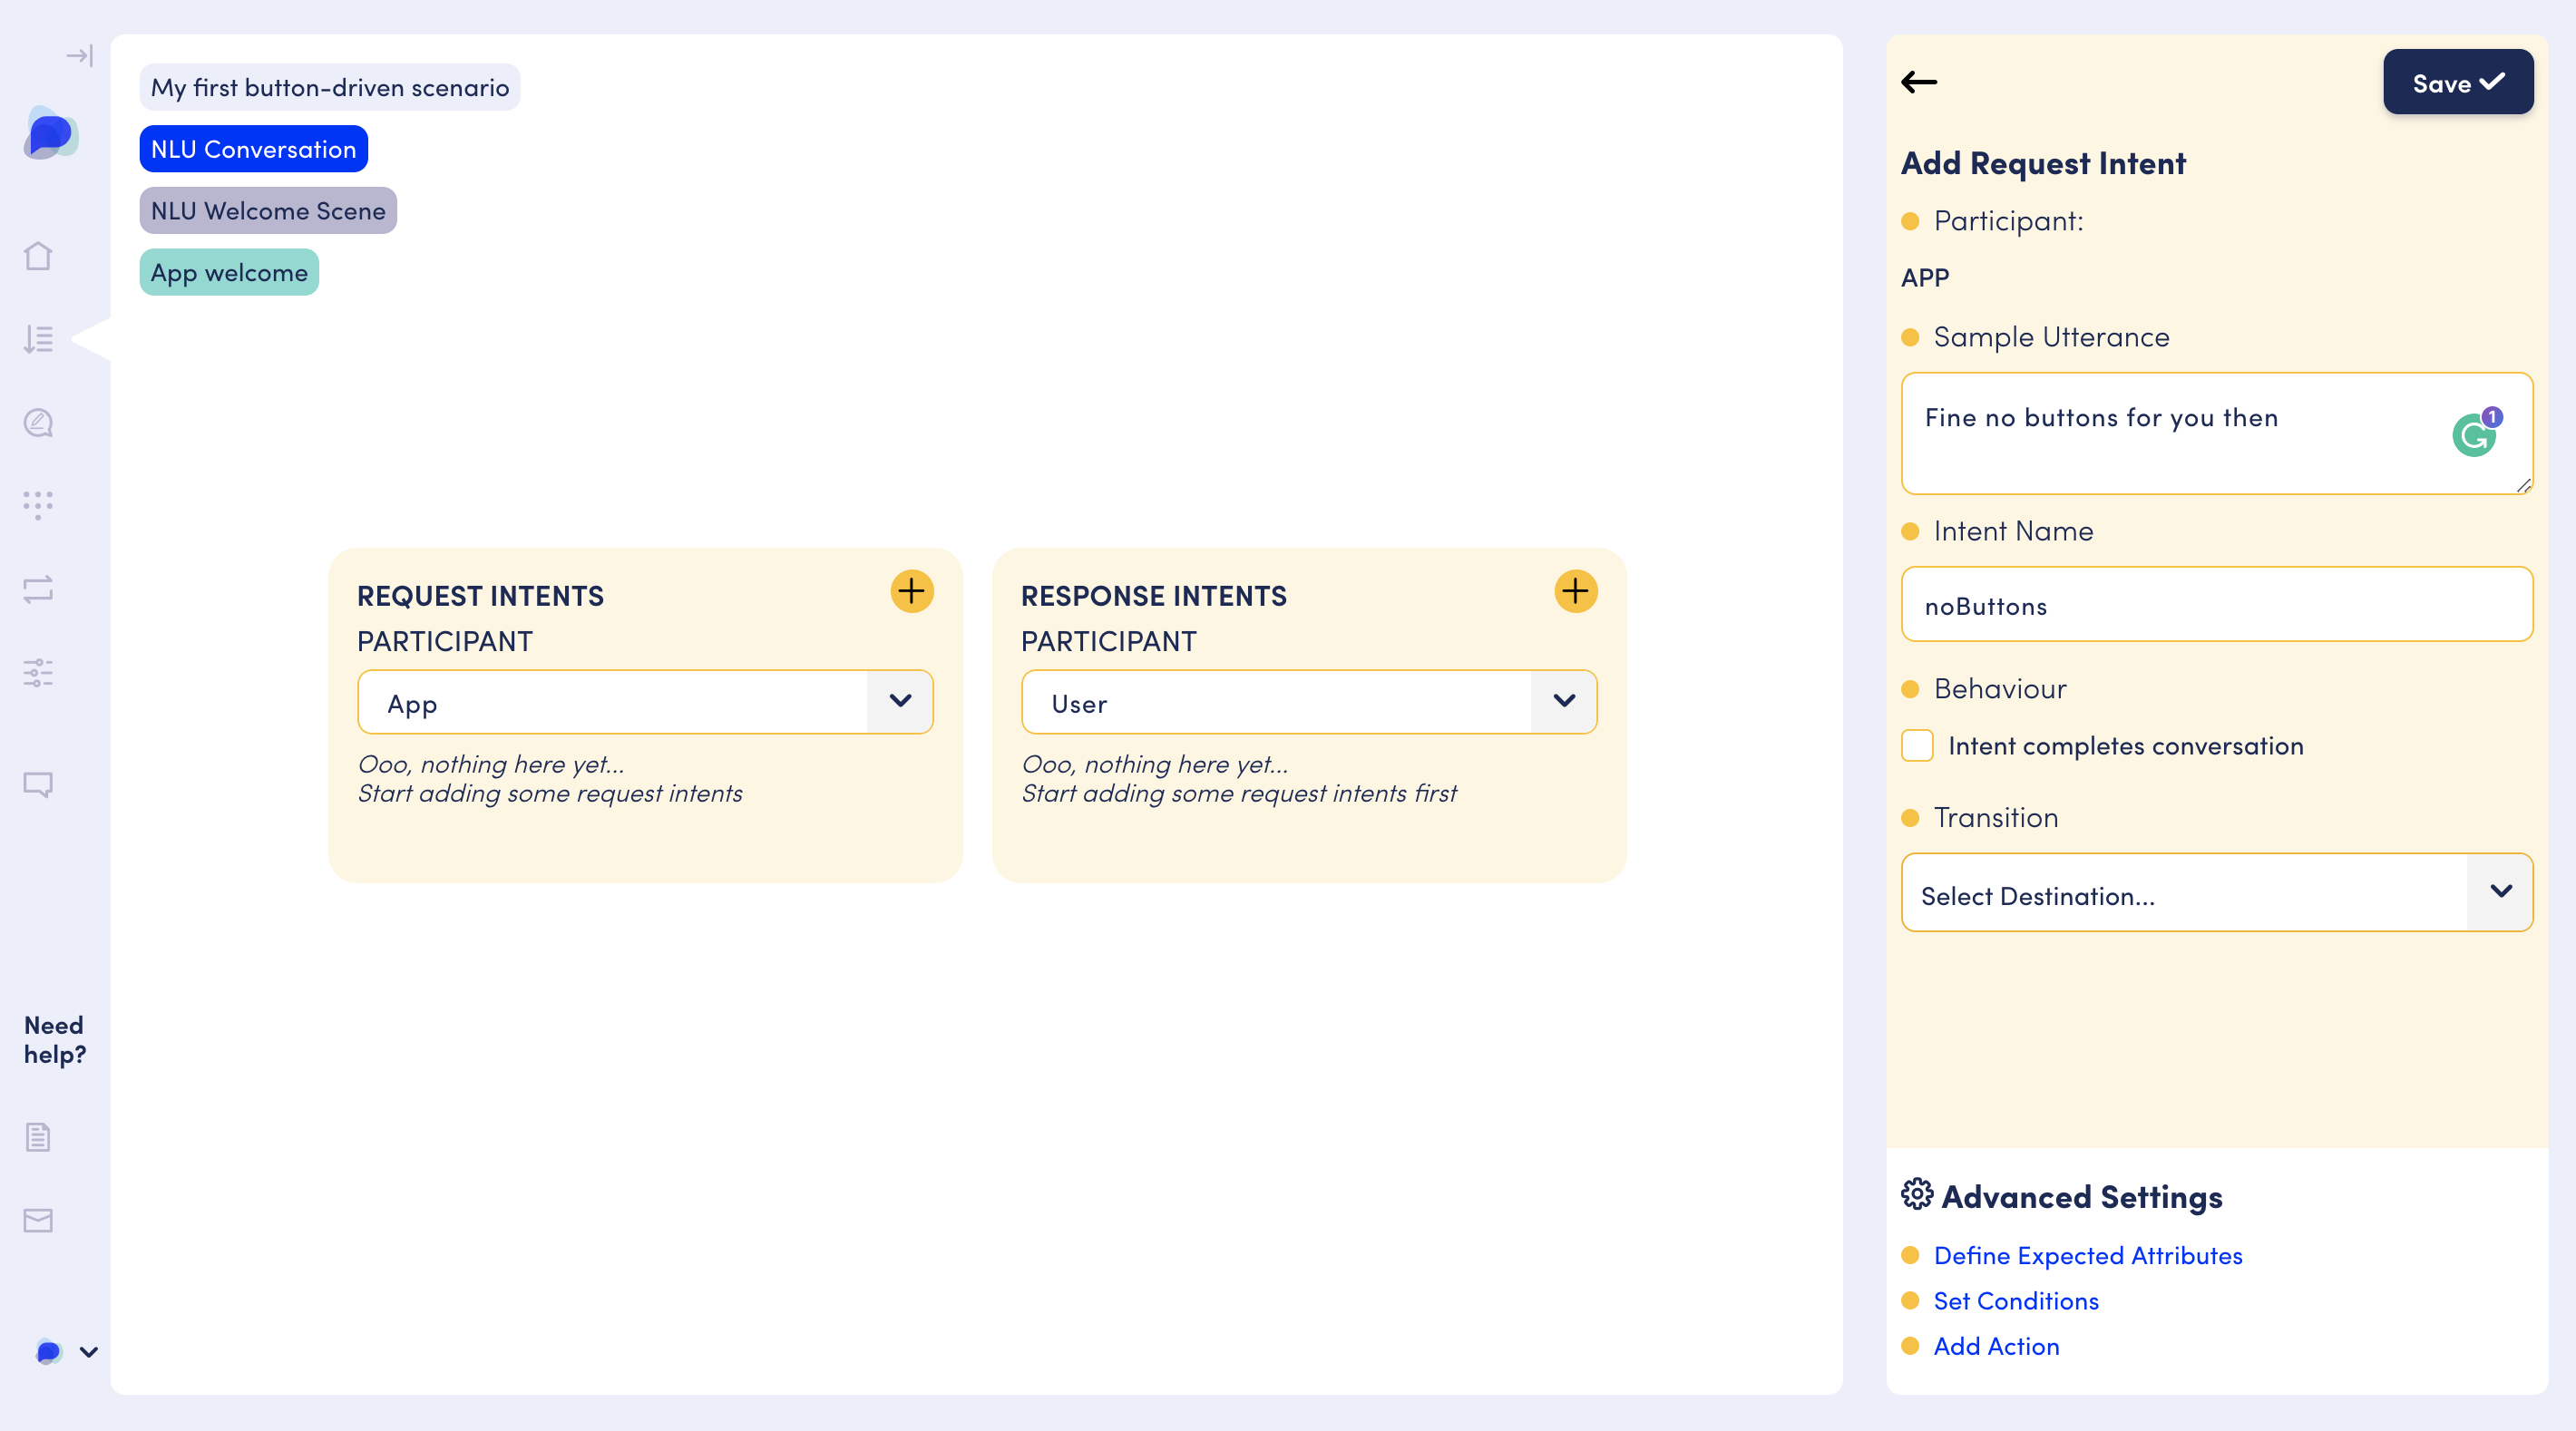 My first button-driven scenario
NLU Conversation
NLU Welcome Scene
App welcome
REQUEST INTENTS
PARTICIPANT
App
Ooo, nothing here yet...
Start adding some request intents
RESPONSE INTENTS
PARTICIPANT
User
Ooo, nothing here yet...
Start adding some request intents first
Need
help?
Save
Add Request Intent
Participant:
APP
Sample Utterance
Fine no buttons for you then
1
Intent Name
noButtons
Behaviour
Intent completes conversation
Transition
Select Destination...
Advanced Settings
Define Expected Attributes
Set Conditions
Add Action